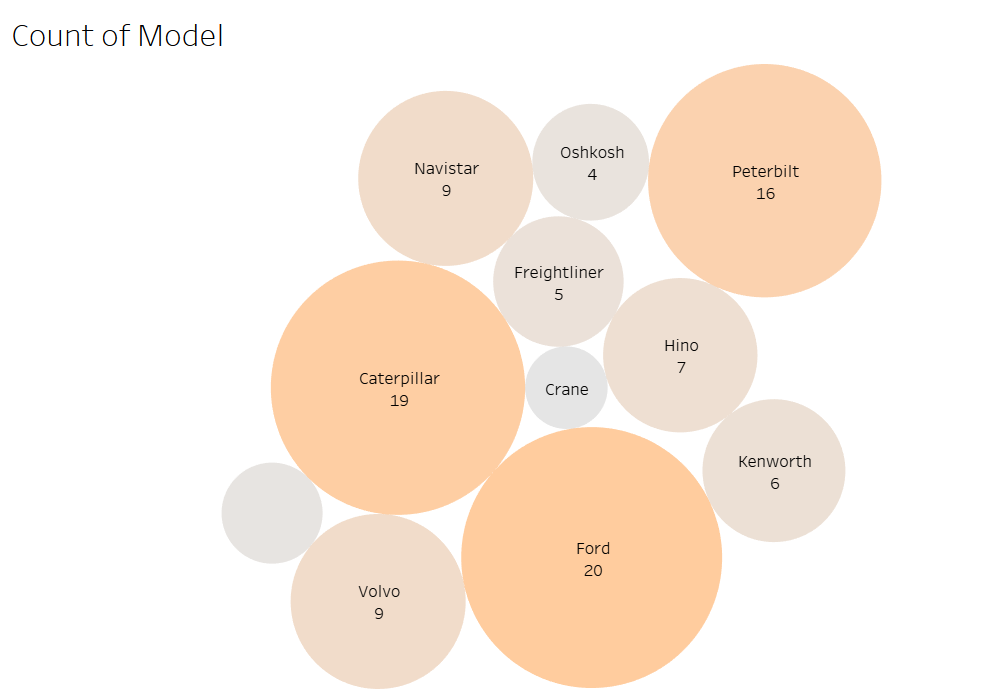 Count of Model
Navistar
9
Oshkosh
4
Peterbilt
16
Freightliner
5
Hino
7
Caterpillar
19
Crane
Kenworth
6
Ford
20
Volvo
9